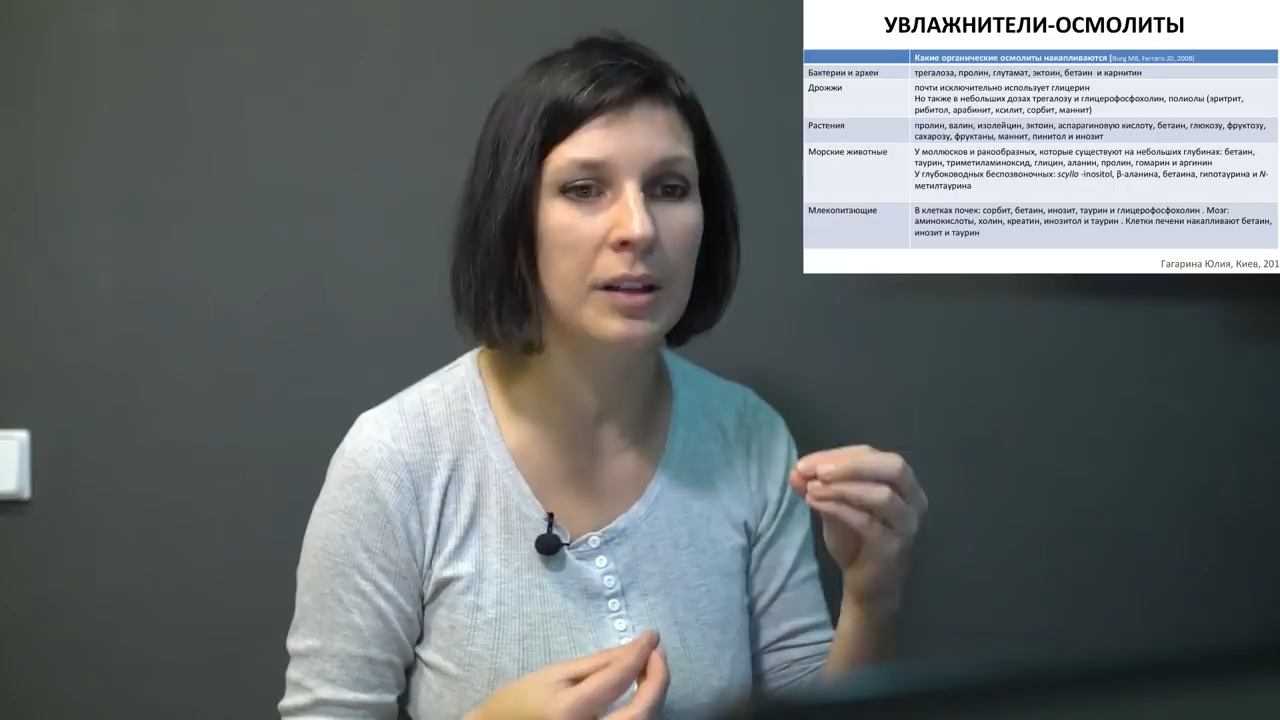 УВЛАЖНИТЕЛИ-ОСМОЛИТЫ
Какие органические осмолиты накапливаются (Burg MB, Ferraris JD, 2008)
Бактерии и археи
трегалоза, пролин, глутамат, эктоин, бетаин и карнитин
Дрожжи
почти исключительно использует глицерин
Но также в небольших дозах трегалозу и глицерофосфохолин, полиолы (эритрит,
рибитол, арабинит, ксилит, сорбит, маннит)
Растения
пролин, валин, изолейцин, эктоин, аспарагиновую кислоту, бетаин, глюкозу, фруктозу,
сахарозу, фруктаны, маннит, пинитол и инозит
Морские животные
У моллюсков и ракообразных, которые существуют на небольших глубинах: бетаин,
таурин, триметиламиноксид, глицин, аланин, пролин, гомарин и аргинин
У глубоководных беспозвоночных: scyllo -inositol, β-аланина, бетаина, гипотаурина и N-
метилтаурина
Млекопитающие
В клетках почек: сорбит, бетаин, инозит, таурин и глицерофосфохолин . Мозг:
аминокислоты, холин, креатин, инозитол и таурин . Клетки печени накапливают бетаин,
инозит и таурин
Гагарина Юлия, Киев, 201